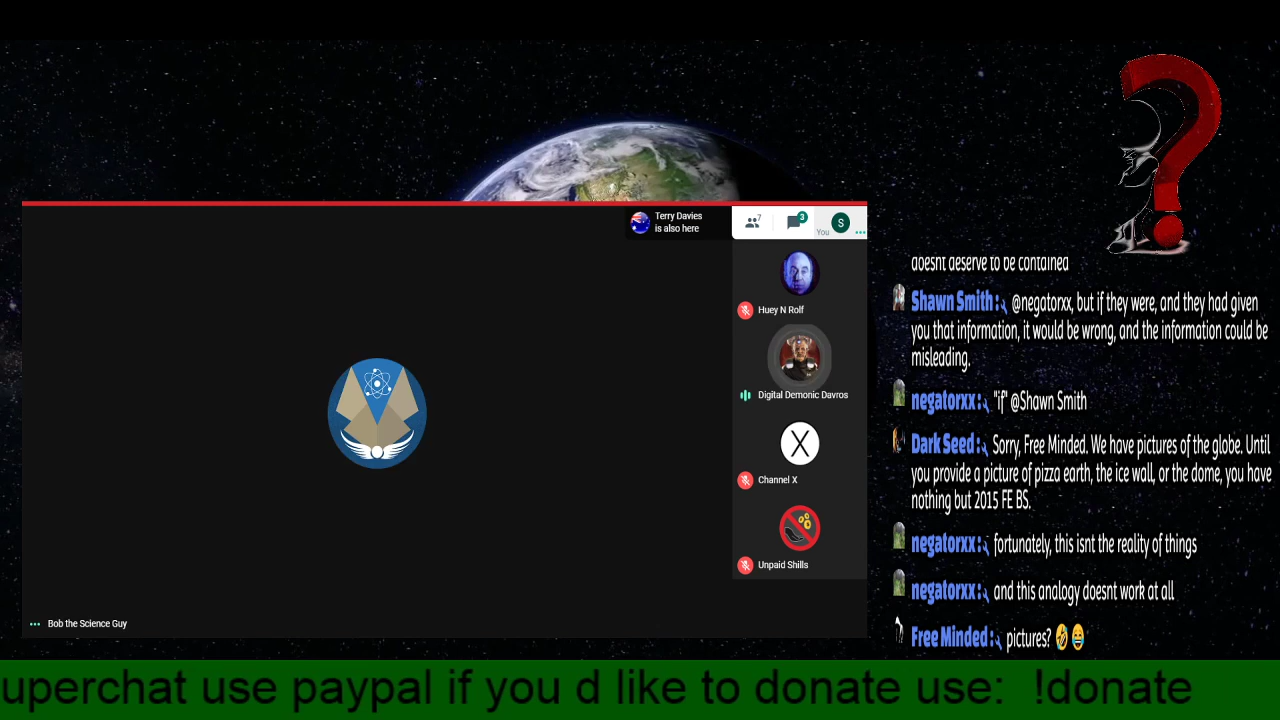 Terry Davies
is also here
7
3
You
S
Huey N Rolf
Digital Demonic Davros
X
Channel X
Unpaid Shills
Bob the Science Guy
doesnt deserve to be contained
Shawn Smith: @negatorxx, but if they were, and they had given
you that information, it would be wrong, and the information could be
misleading.
negatorxx: "if" @Shawn Smith
Dark Seed: Sorry, Free Minded. We have pictures of the globe. Until
you provide a picture of pizza earth, the ice wall, or the dome, you have
nothing but 2015 FE BS.
negatorxx: fortunately, this isnt the reality of things
negatorxx: and this analogy doesnt work at all
Free Minded: pictures? 🤣😂
uperchat use paypal if you d like to donate use: !donate